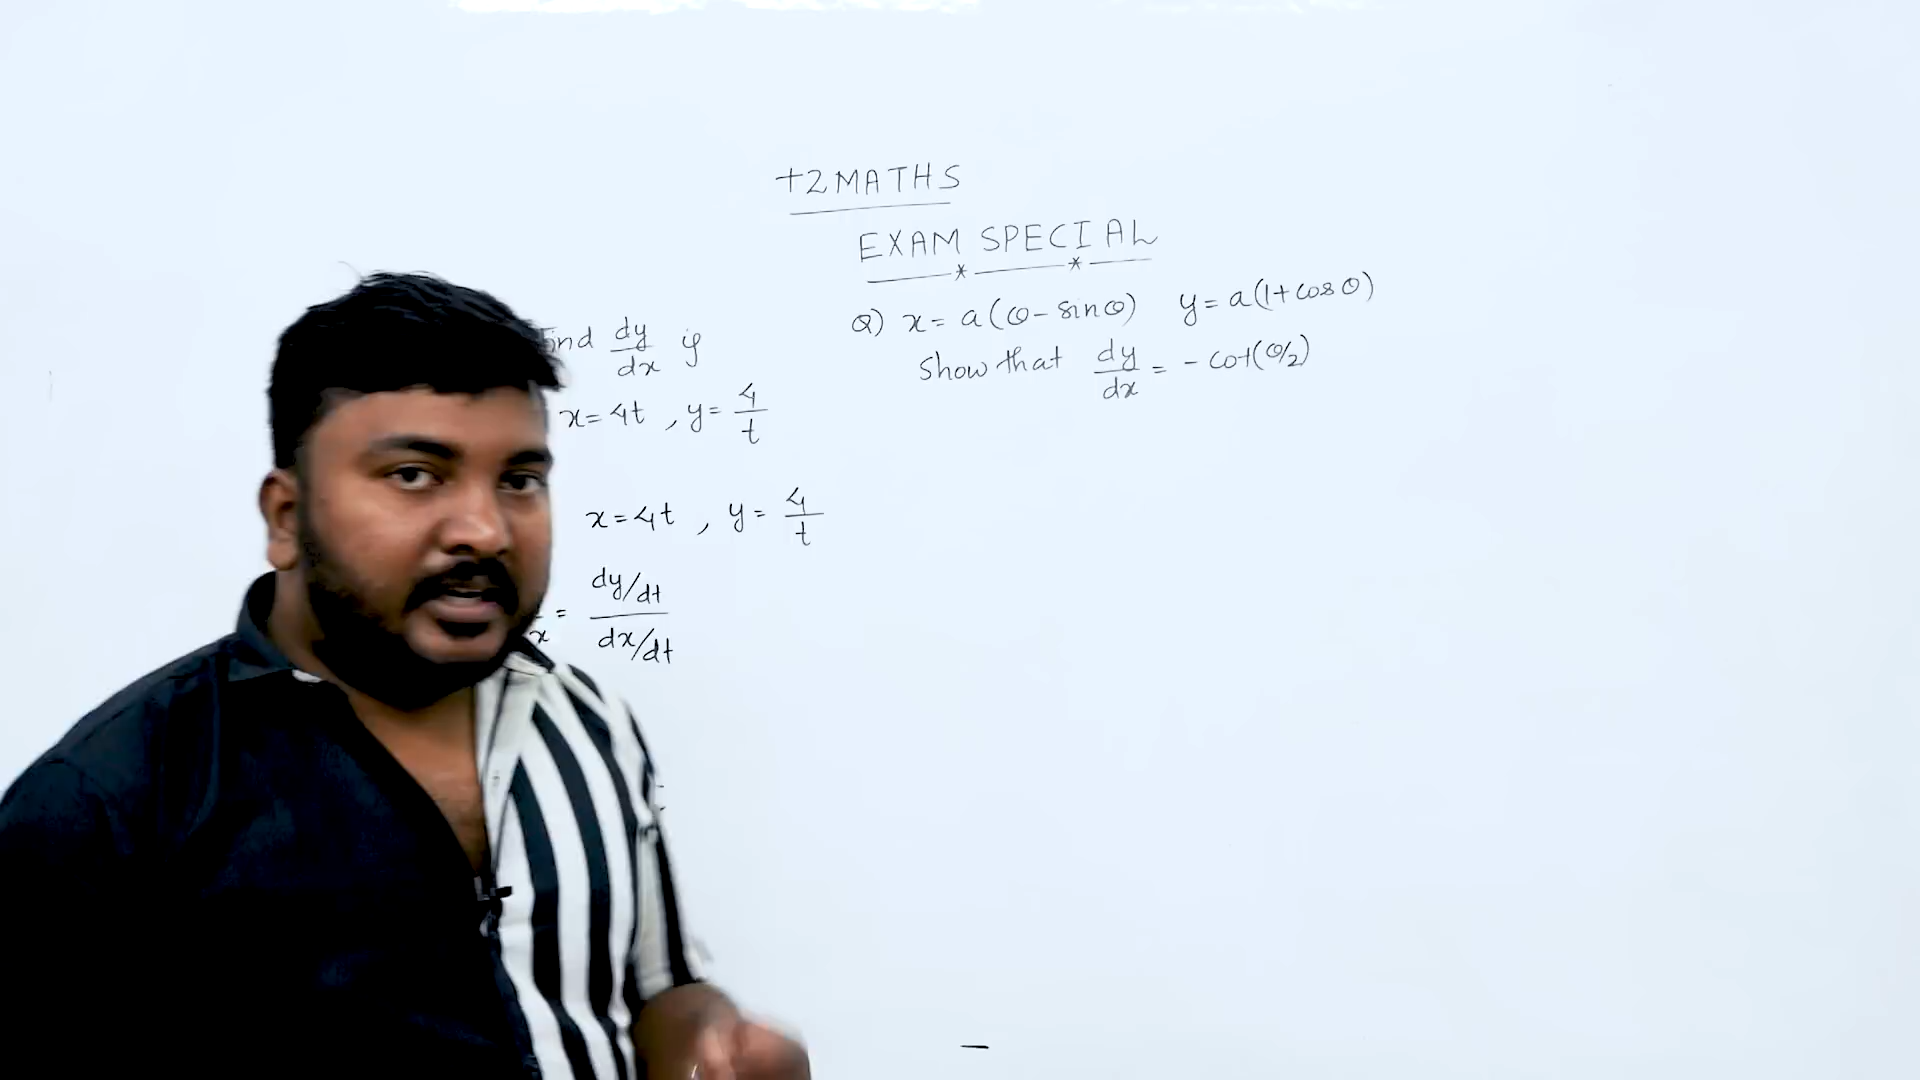 +2 MATHS
EXAM SPECIAL
find dy/dx if
x = 4t , y = 4/t
x = 4t , y = 4/t
= dy/dt / dx/dt
Q) x = a(θ - sinθ) y = a(1 + cosθ)
Show that dy/dx = - cot(θ/2)